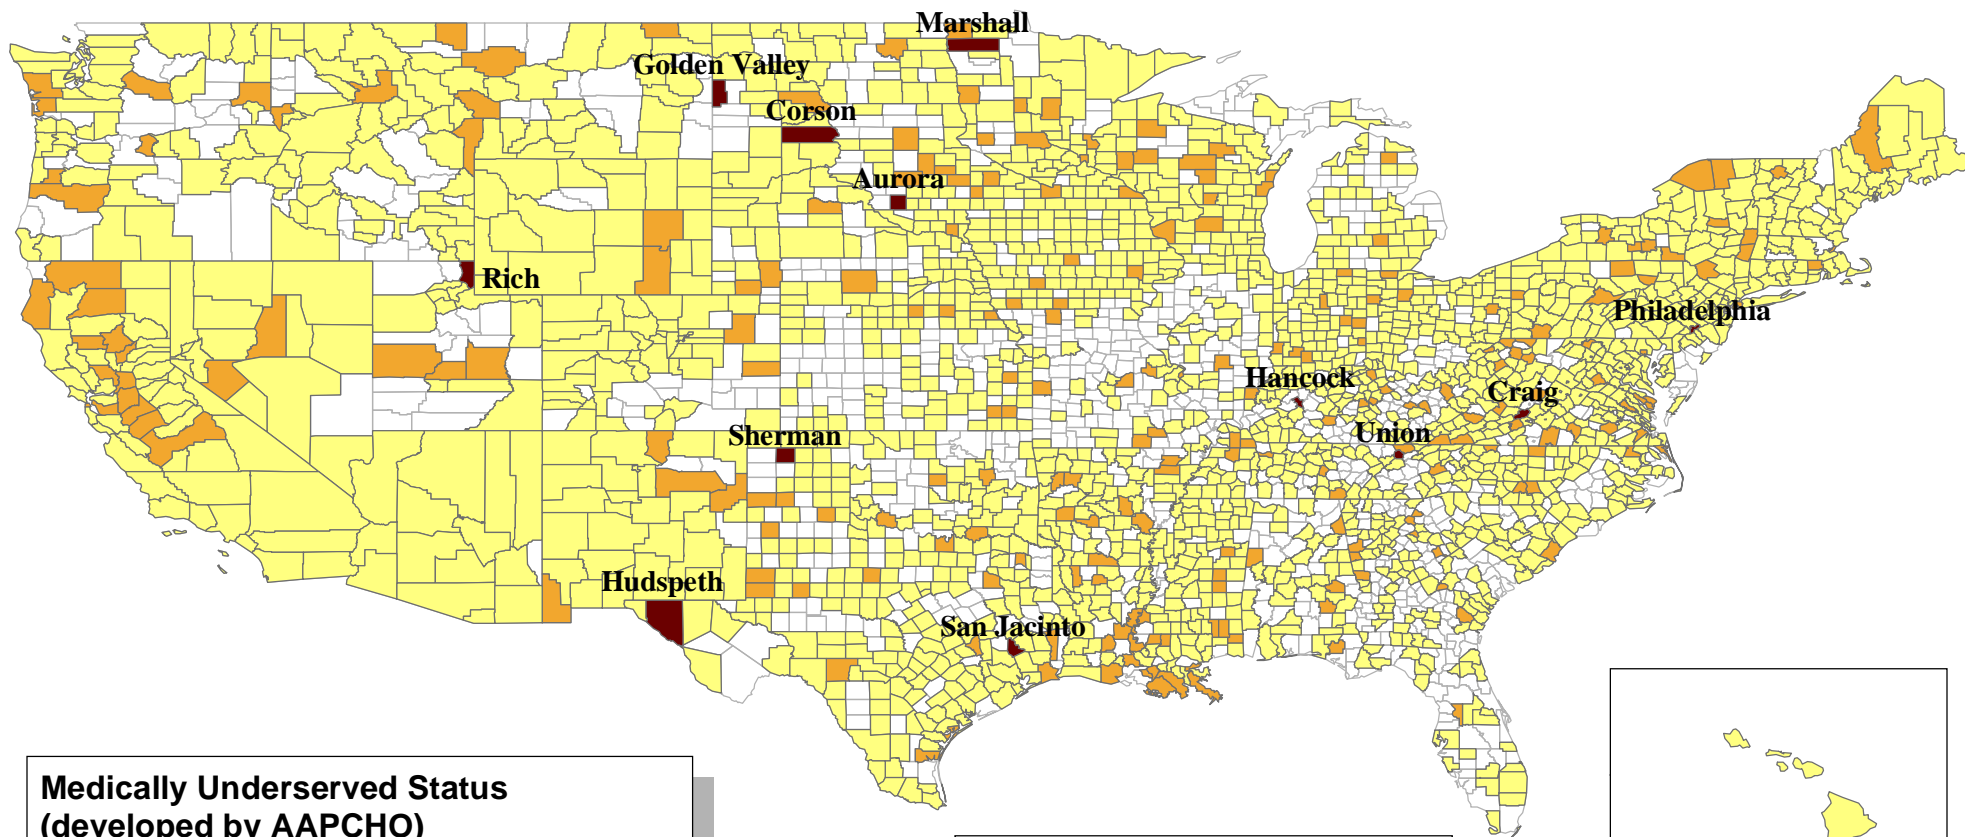 Marshall
Golden Valley
Corson
Aurora
Rich
Philadelphia
Hancock
Craig
Sherman
Union
Hudspeth
San Jacinto
Medically Underserved Status
(developed by AAPCHO)